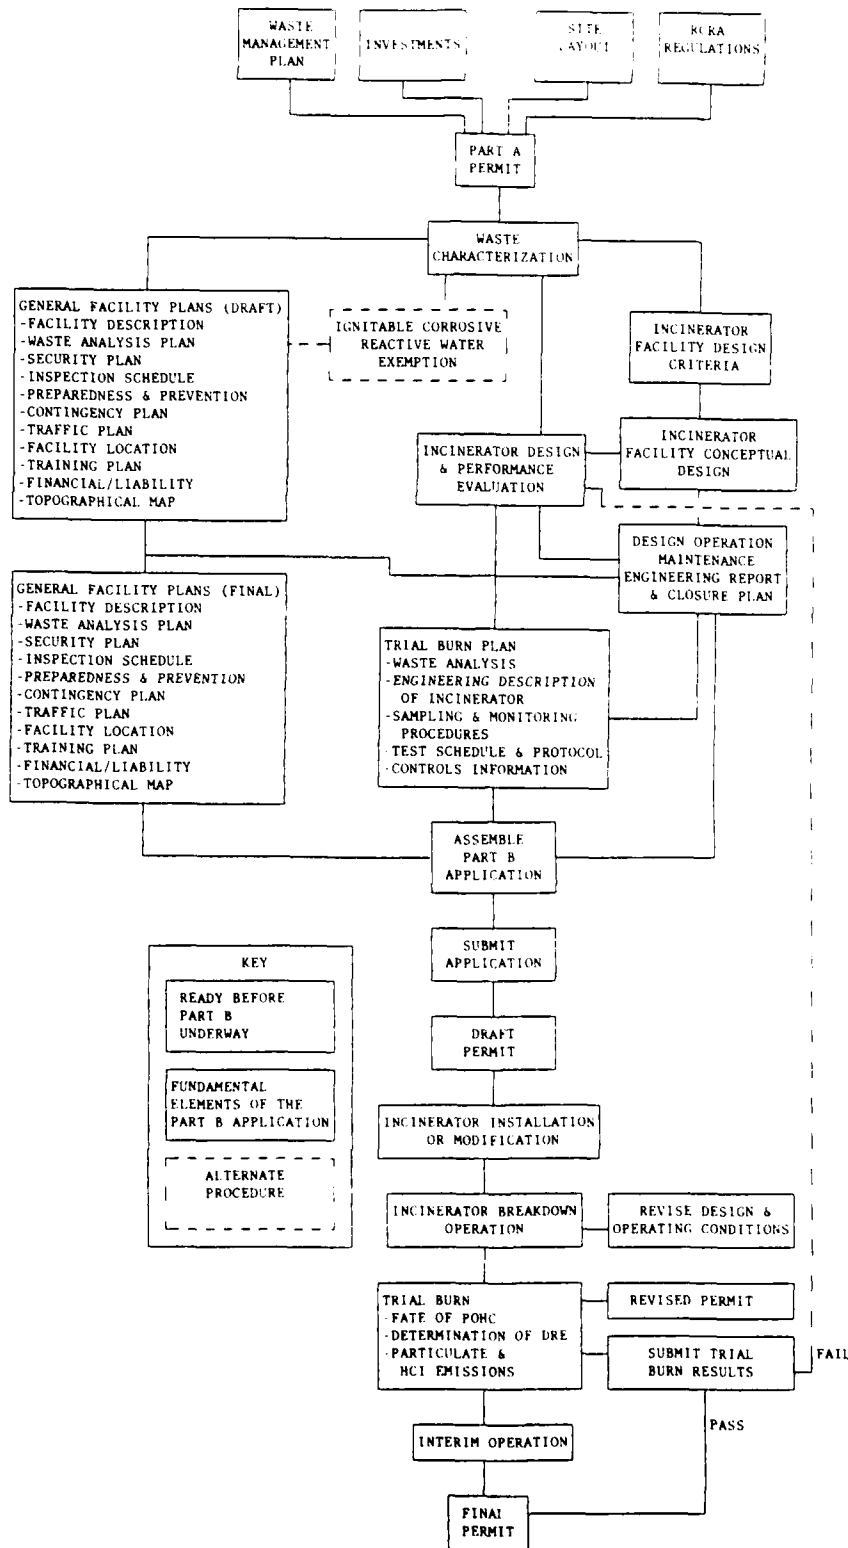 WASTE
MANAGEMENT
PLAN
INVESTMENTS
SITE
LAYOUT
RCRA
REGULATIONS
PART A
PERMIT
WASTE
CHARACTERIZATION
GENERAL FACILITY PLANS (DRAFT)
-FACILITY DESCRIPTION
-WASTE ANALYSIS PLAN
-SECURITY PLAN
-INSPECTION SCHEDULE
-PREPAREDNESS & PREVENTION
-CONTINGENCY PLAN
-TRAFFIC PLAN
-FACILITY LOCATION
-TRAINING PLAN
-FINANCIAL/LIABILITY
-TOPOGRAPHICAL MAP
IGNITABLE CORROSIVE
REACTIVE WATER
EXEMPTION
INCINERATOR
FACILITY DESIGN
CRITERIA
INCINERATOR DESIGN
& PERFORMANCE
EVALUATION
INCINERATOR
FACILITY CONCEPTUAL
DESIGN
DESIGN OPERATION
MAINTENANCE
ENGINEERING REPORT
& CLOSURE PLAN
GENERAL FACILITY PLANS (FINAL)
-FACILITY DESCRIPTION
-WASTE ANALYSIS PLAN
-SECURITY PLAN
-INSPECTION SCHEDULE
-PREPAREDNESS & PREVENTION
-CONTINGENCY PLAN
-TRAFFIC PLAN
-FACILITY LOCATION
-TRAINING PLAN
-FINANCIAL/LIABILITY
-TOPOGRAPHICAL MAP
TRIAL BURN PLAN
-WASTE ANALYSIS
-ENGINEERING DESCRIPTION
OF INCINERATOR
-SAMPLING & MONITORING
PROCEDURES
-TEST SCHEDULE & PROTOCOL
-CONTROLS INFORMATION
ASSEMBLE
PART B
APPLICATION
SUBMIT
APPLICATION
DRAFT
PERMIT
KEY
READY BEFORE
PART B
UNDERWAY
FUNDAMENTAL
ELEMENTS OF THE
PART B APPLICATION
ALTERNATE
PROCEDURE
INCINERATOR INSTALLATION
OR MODIFICATION
INCINERATOR BREAKDOWN
OPERATION
REVISE DESIGN &
OPERATING CONDITIONS
TRIAL BURN
-FATE OF POHC
-DETERMINATION OF DRE
-PARTICULATE &
HCI EMISSIONS
REVISED PERMIT
SUBMIT TRIAL
BURN RESULTS
FAIL
PASS
INTERIM OPERATION
FINAL
PERMIT